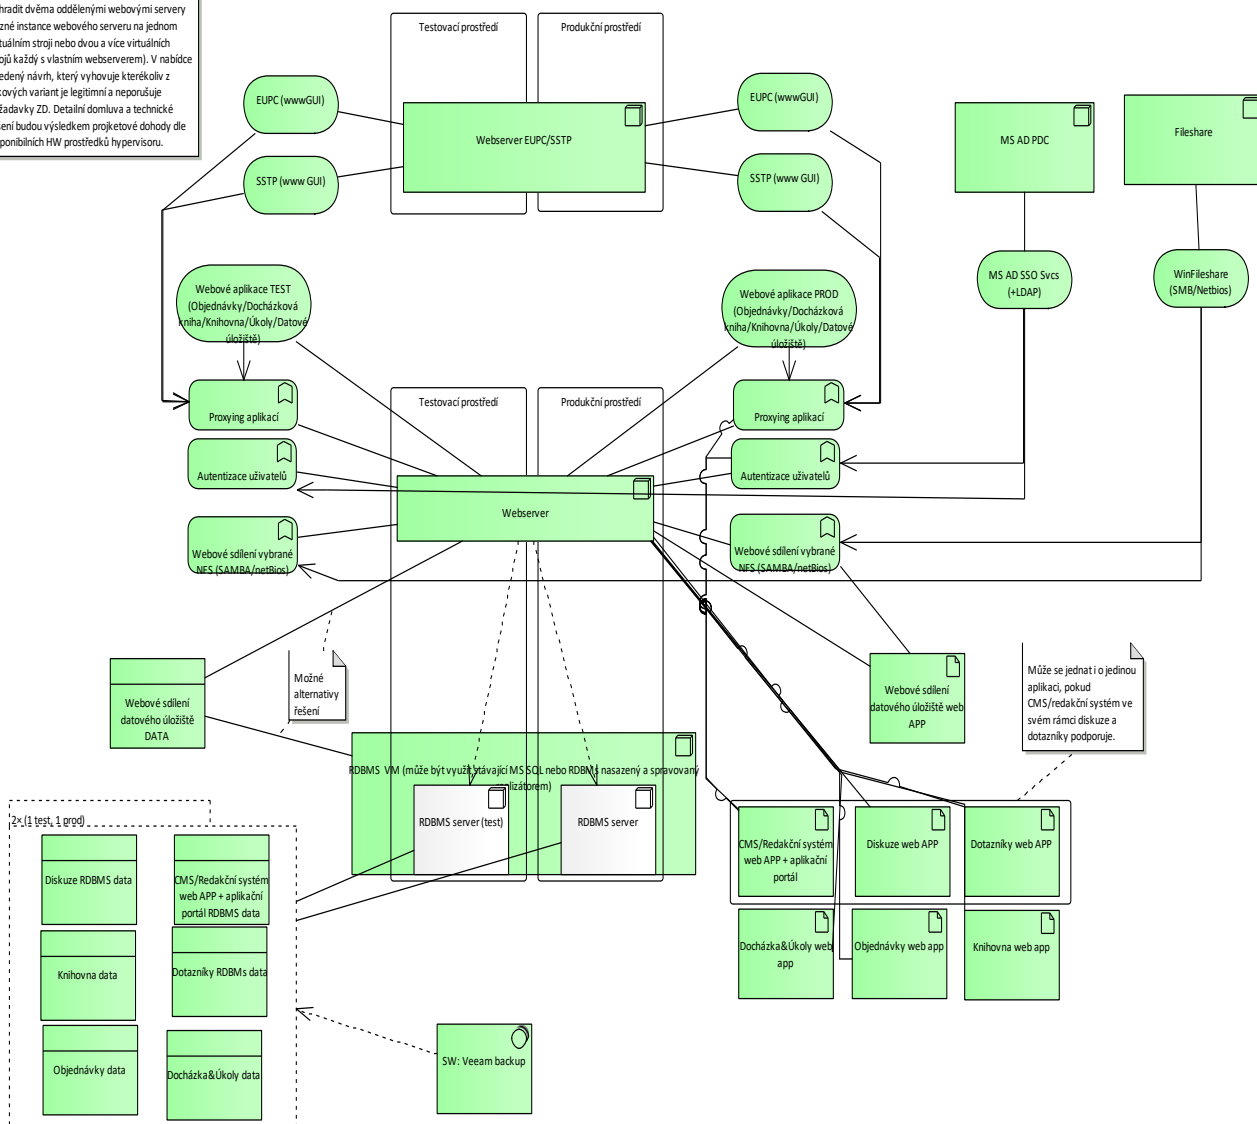 hradit dvěma oddělenými webovými servery
instance webového serveru na jednom
stroji nebo dvou a více virtuálních
každý s vlastním webserverem). V nabídce
návrh, který vyhovuje kterékoliv z
variant je legitimní a neporušuje
ZD. Detailní domluva a technické
budou výsledkem projketové dohody dle
HW prostředků hypervisoru.
Testovací prostředí
Produkční prostředí
EUPC (wwwGUI)
SSTP (www GUI)
Webserver EUPC/SSTP
EUPC (wwwGUI)
SSTP (www GUI)
MS AD PDC
Fileshare
MS AD SSO Svcs
(+LDAP)
WinFileshare
(SMB/Netbios)
Webové aplikace TEST
(Objednávky/Docházková
kniha/Knihovna/Úkoly/Datové
úložiště)
Webové aplikace PROD
(Objednávky/Docházková
kniha/Knihovna/Úkoly/Datové
úložiště)
Proxying aplikací
Autentizace uživatelů
Webové sdílení vybrané
NFS (SAMBA/netBios)
Testovací prostředí
Produkční prostředí
Webserver
Proxying aplikací
Autentizace uživatelů
Webové sdílení vybrané
NFS (SAMBA/netBios)
Webové sdílení
datového úložiště
DATA
Možné
alternativy
řešení
Webové sdílení
datového úložiště web
APP
Může se jednat i o jedinou
aplikaci, pokud
CMS/redakční systém ve
svém rámci diskuze a
dotazníky podporuje.
RDBMS VM (může být využit stávající MS SQL nebo RDBMs nasazený a spravovaný
realizátorem)
RDBMS server (test)
RDBMS server
2x (1 test, 1 prod)
Diskuze RDBMS data
CMS/Redakční systém
web APP + aplikační
portál RDBMS data
Knihovna data
Dotazníky RDBMs data
Objednávky data
Docházka&Úkoly data
SW: Veeam backup
CMS/Redakční systém
web APP + aplikační
portál
Diskuze web APP
Dotazníky web APP
Docházka&Úkoly web
app
Objednávky web app
Knihovna web app